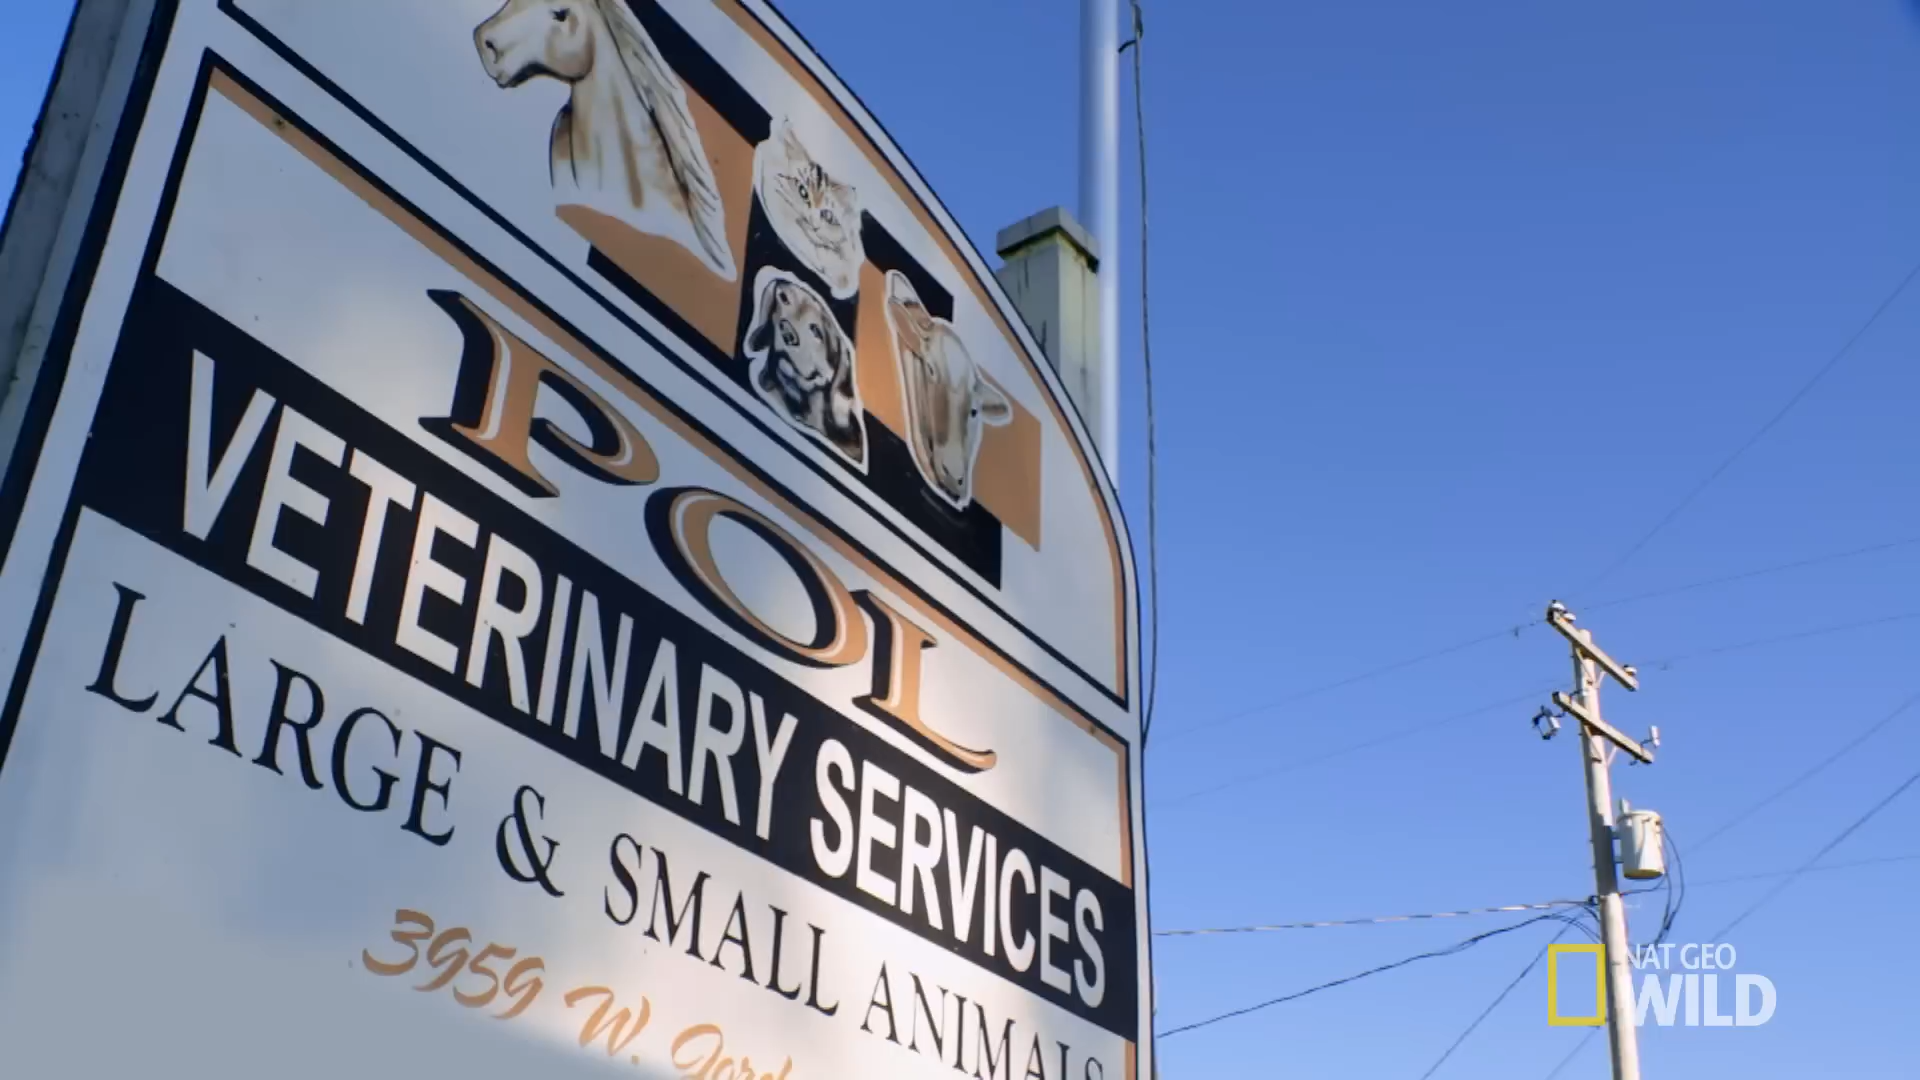 POL
VETERINARY SERVICES
LARGE & SMALL ANIMALS
3959 W.
NAT GEO
WILD